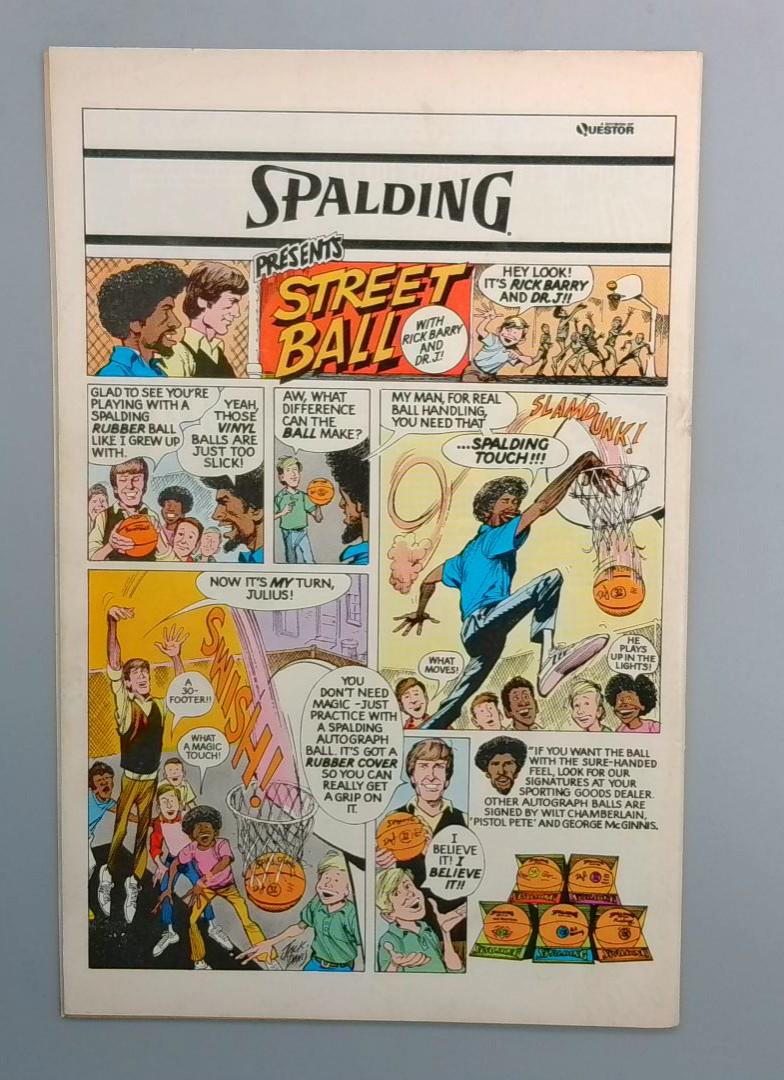 A DIVISION OF
QUESTOR
SPALDING
PRESENTS
STREET
BALL
WITH
RICK BARRY
AND
DR. J!
HEY LOOK!
IT'S RICK BARRY
AND DR. J!!
GLAD TO SEE YOU'RE
PLAYING WITH A
SPALDING
RUBBER BALL
LIKE I GREW UP
WITH.
YEAH,
THOSE
VINYL
BALLS ARE
JUST TOO
SLICK!
AW, WHAT
DIFFERENCE
CAN THE
BALL MAKE?
MY MAN, FOR REAL
BALL HANDLING,
YOU NEED THAT
...SPALDING
TOUCH!!!
SLAMDUNK!
WHAT
MOVES!
HE
PLAYS
UP IN THE
LIGHTS!
NOW IT'S MY TURN,
JULIUS!
SWISH!
A
30-
FOOTER!!
WHAT
A MAGIC
TOUCH!
YOU
DON'T NEED
MAGIC - JUST
PRACTICE WITH
A SPALDING
AUTOGRAPH
BALL. IT'S GOT A
RUBBER COVER
SO YOU CAN
REALLY GET
A GRIP ON
IT.
SPALDING
JACK
DAVIS
I
BELIEVE
IT! I
BELIEVE
IT!!
"IF YOU WANT THE BALL
WITH THE SURE-HANDED
FEEL, LOOK FOR OUR
SIGNATURES AT YOUR
SPORTING GOODS DEALER.
OTHER AUTOGRAPH BALLS ARE
SIGNED BY WILT CHAMBERLAIN,
'PISTOL PETE' AND GEORGE McGINNIS.
SPALDING